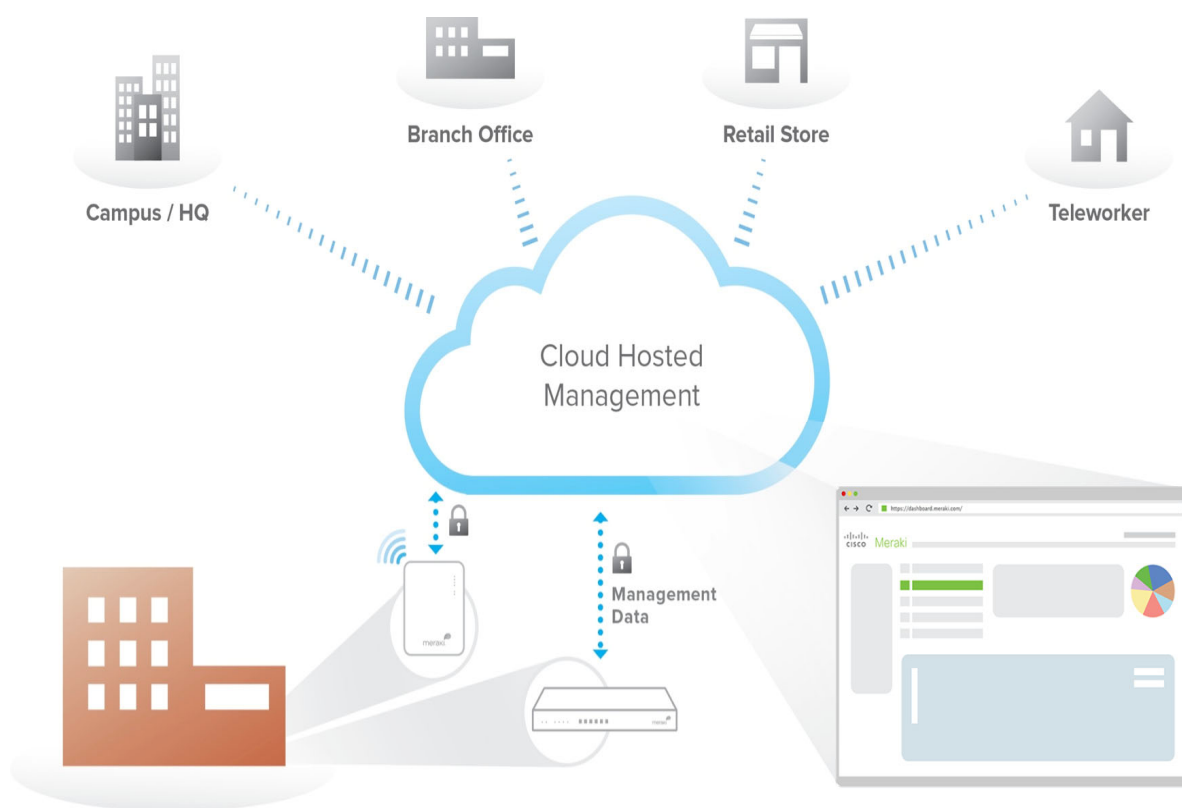 Branch Office
Retail Store
Campus / HQ
Teleworker
Cloud Hosted
Management
https://dashboard.meraki.com/
CISCO Meraki
Management
Data
meraki
meraki